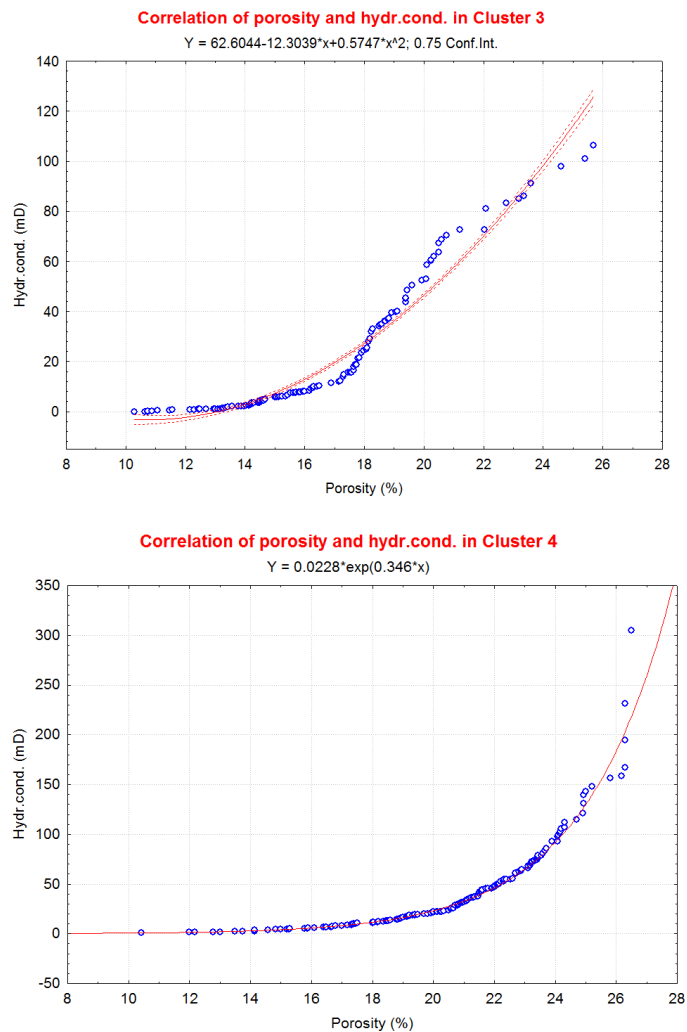 Correlation of porosity and hydr.cond. in Cluster 3
Y = 62.6044-12.3039*x+0.5747*x^2; 0.75 Conf.Int.
140
120
100
80
60
40
20
0
Hydr.cond. (mD)
8 10 12 14 16 18 20 22 24 26 28
Porosity (%)
Correlation of porosity and hydr.cond. in Cluster 4
Y = 0.0228*exp(0.346*x)
350
300
250
200
150
100
50
0
-50
Hydr.cond. (mD)
8 10 12 14 16 18 20 22 24 26 28
Porosity (%)